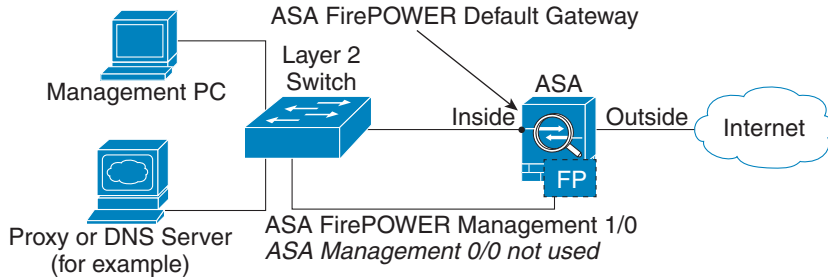 ASA FirePOWER Default Gateway
Layer 2
Switch
ASA
Management PC
Inside
Outside
Internet
FP
Proxy or DNS Server
(for example)
ASA FirePOWER Management 1/0
ASA Management 0/0 not used